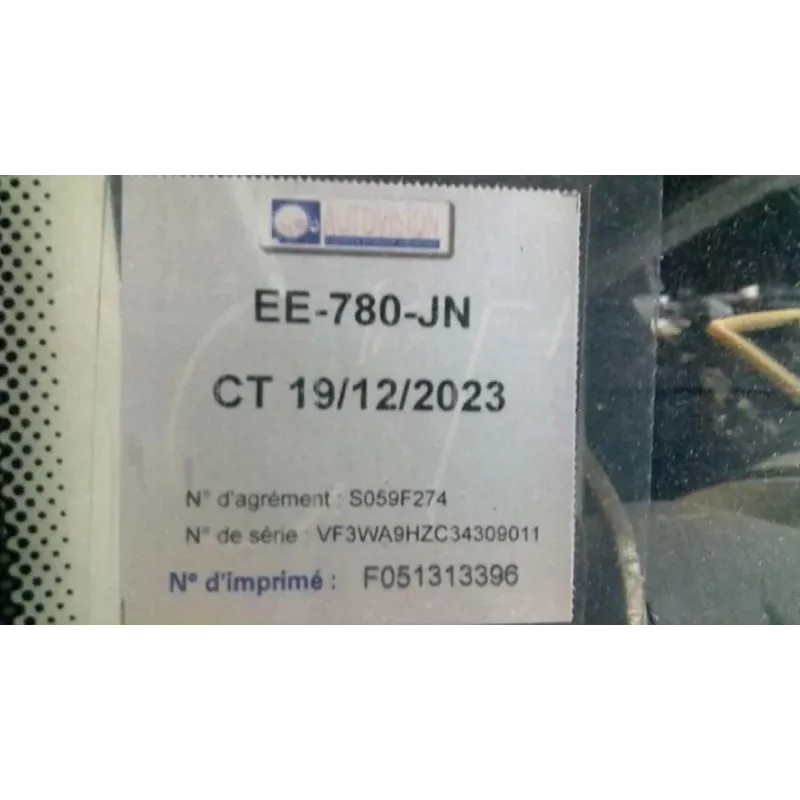 AUTOVISION
EE-780-JN
CT 19/12/2023
N° d'agrément : S059F274
N° de série : VF3WA9HZC34309011
N° d'imprimé : F051313396